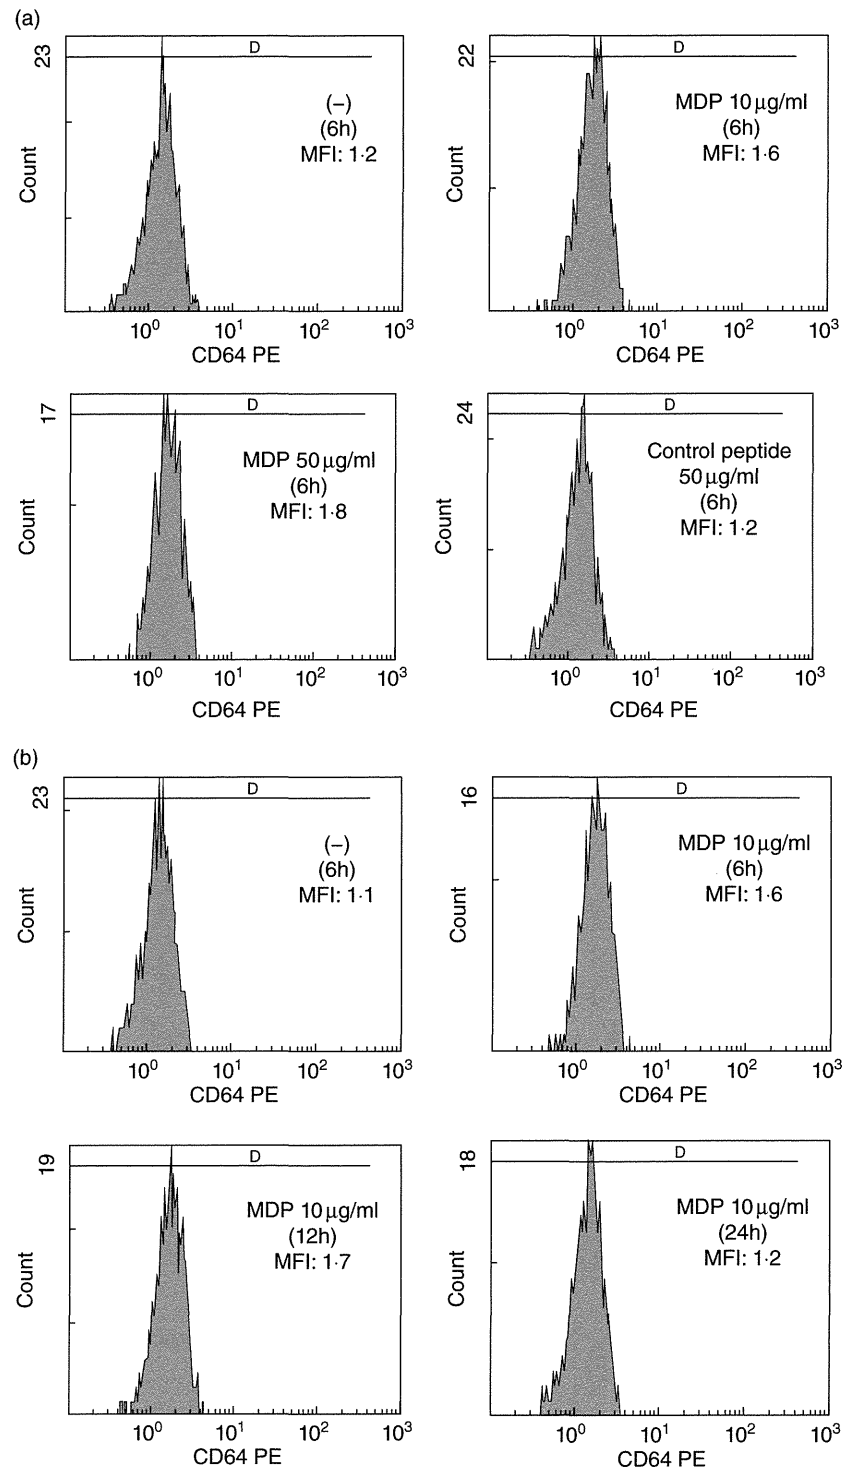 (a)
23
D
(−)
(6h)
MFI: 1·2
Count
10⁰ 10¹ 10² 10³
CD64 PE
22
D
MDP 10 µg/ml
(6h)
MFI: 1·6
Count
10⁰ 10¹ 10² 10³
CD64 PE
17
D
MDP 50 µg/ml
(6h)
MFI: 1·8
Count
10⁰ 10¹ 10² 10³
CD64 PE
24
D
Control peptide
50 µg/ml
(6h)
MFI: 1·2
Count
10⁰ 10¹ 10² 10³
CD64 PE
(b)
23
D
(−)
(6h)
MFI: 1·1
Count
10⁰ 10¹ 10² 10³
CD64 PE
16
D
MDP 10 µg/ml
(6h)
MFI: 1·6
Count
10⁰ 10¹ 10² 10³
CD64 PE
19
D
MDP 10 µg/ml
(12h)
MFI: 1·7
Count
10⁰ 10¹ 10² 10³
CD64 PE
18
D
MDP 10 µg/ml
(24h)
MFI: 1·2
Count
10⁰ 10¹ 10² 10³
CD64 PE